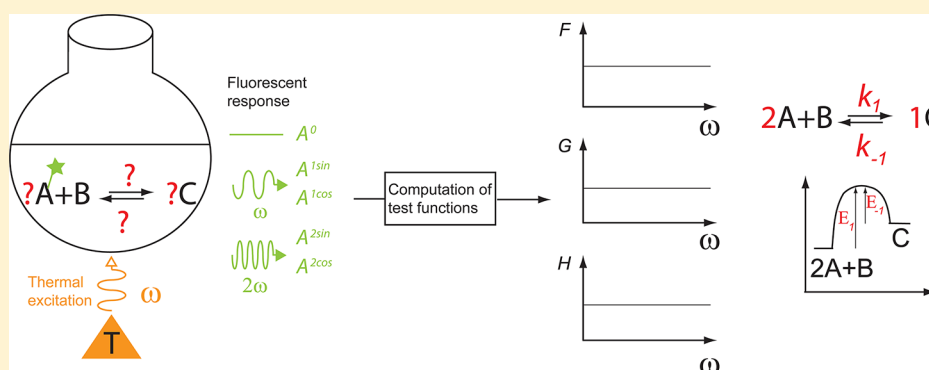 Fluorescent
response
A⁰
?A+B ? ? ?C
A¹ˢⁱⁿ
A¹ᶜᵒˢ
ω
A²ˢⁱⁿ
A²ᶜᵒˢ
2ω
Thermal
excitation
ω
T
Computation of
test functions
F
ω
G
ω
H
ω
k₁
2A+B 1C
k₋₁
E₁ E₋₁
C
2A+B